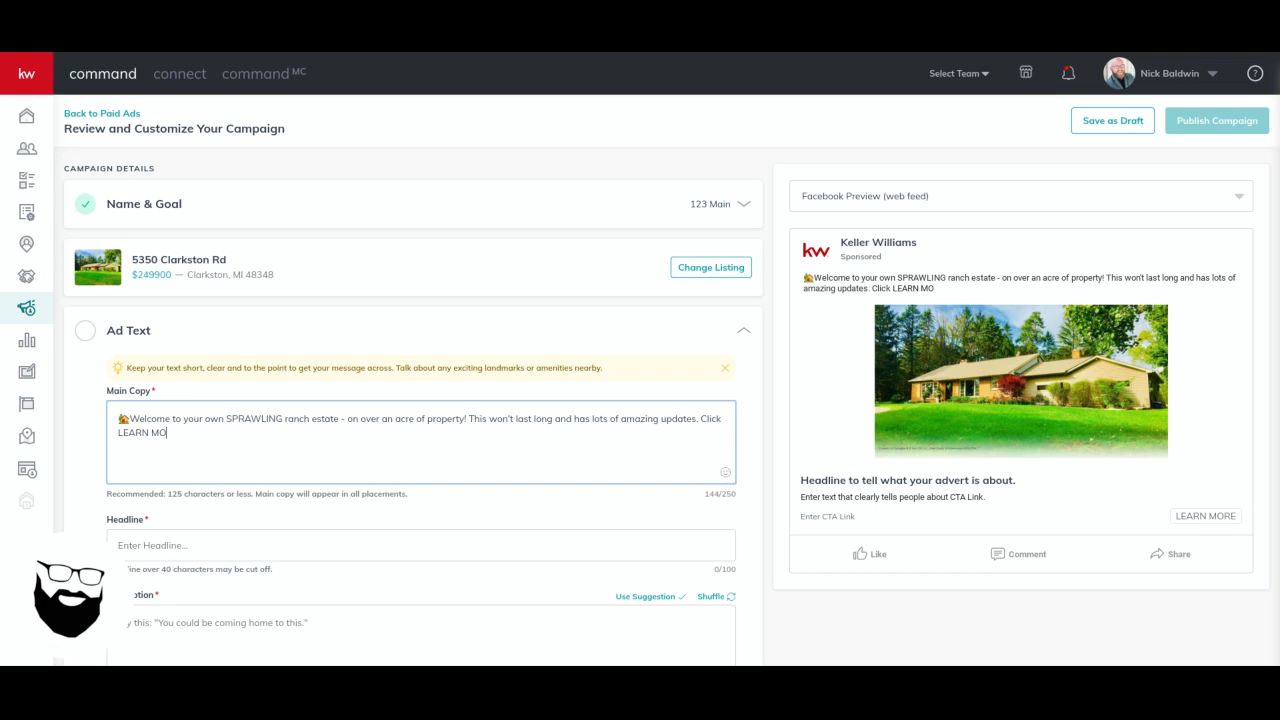 kw
command connect command MC
Select Team
Nick Baldwin
?
Back to Paid Ads
Review and Customize Your Campaign
Save as Draft
Publish Campaign
CAMPAIGN DETAILS
Name & Goal
123 Main
5350 Clarkston Rd
$249900 — Clarkston, MI 48348
Change Listing
Ad Text
Keep your text short, clear and to the point to get your message across. Talk about any exciting landmarks or amenities nearby.
Main Copy*
🏡Welcome to your own SPRAWLING ranch estate - on over an acre of property! This won't last long and has lots of amazing updates. Click
LEARN MO
Recommended: 125 characters or less. Main copy will appear in all placements.
144/250
Headline*
Enter Headline...
ine over 40 characters may be cut off.
0/100
ption*
Use Suggestion
Shuffle
y this: "You could be coming home to this."
Facebook Preview (web feed)
kw
Keller Williams
Sponsored
🏡Welcome to your own SPRAWLING ranch estate - on over an acre of property! This won't last long and has lots of
amazing updates. Click LEARN MO
Headline to tell what your advert is about.
Enter text that clearly tells people about CTA Link.
Enter CTA Link
LEARN MORE
Like
Comment
Share